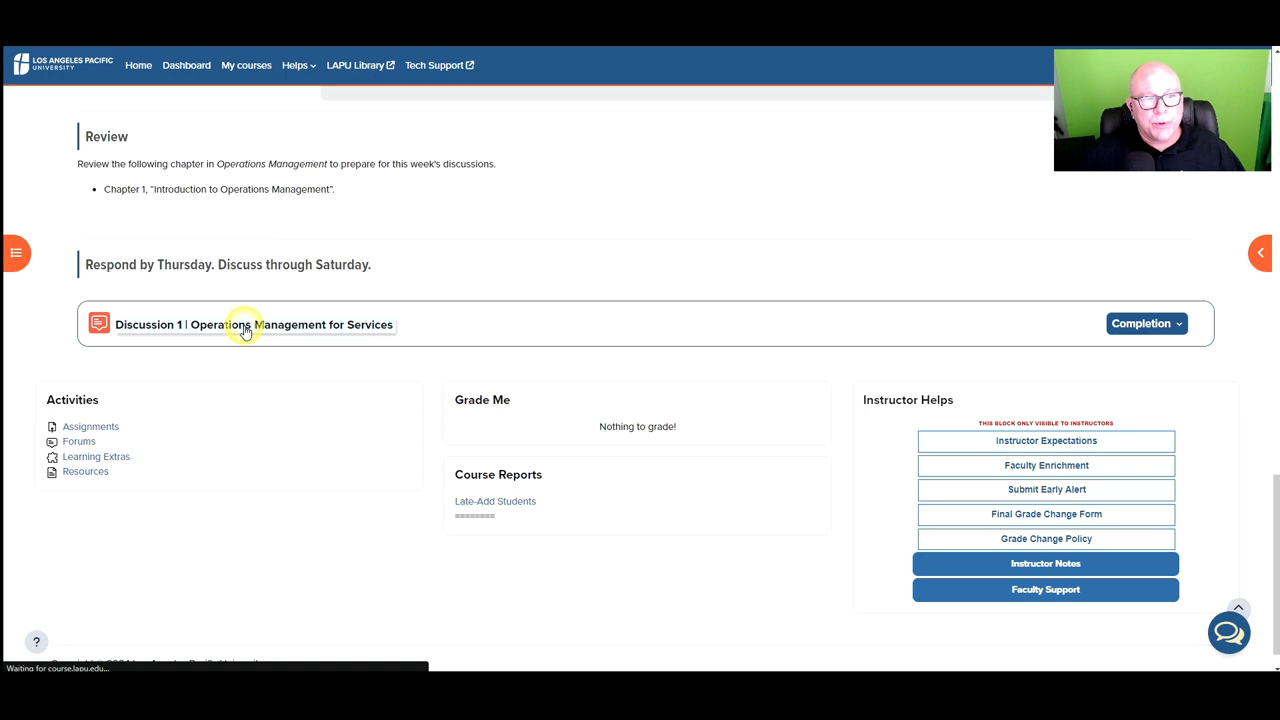 LOS ANGELES PACIFIC
UNIVERSITY
Home
Dashboard
My courses
Helps
LAPU Library
Tech Support
Review
Review the following chapter in Operations Management to prepare for this week's discussions.
• Chapter 1, "Introduction to Operations Management".
Respond by Thursday. Discuss through Saturday.
Discussion 1 | Operations Management for Services
Completion
Activities
Assignments
Forums
Learning Extras
Resources
Grade Me
Nothing to grade!
Course Reports
Late-Add Students
========
Instructor Helps
THIS BLOCK ONLY VISIBLE TO INSTRUCTORS
Instructor Expectations
Faculty Enrichment
Submit Early Alert
Final Grade Change Form
Grade Change Policy
Instructor Notes
Faculty Support
?
Waiting for course.lapu.edu...